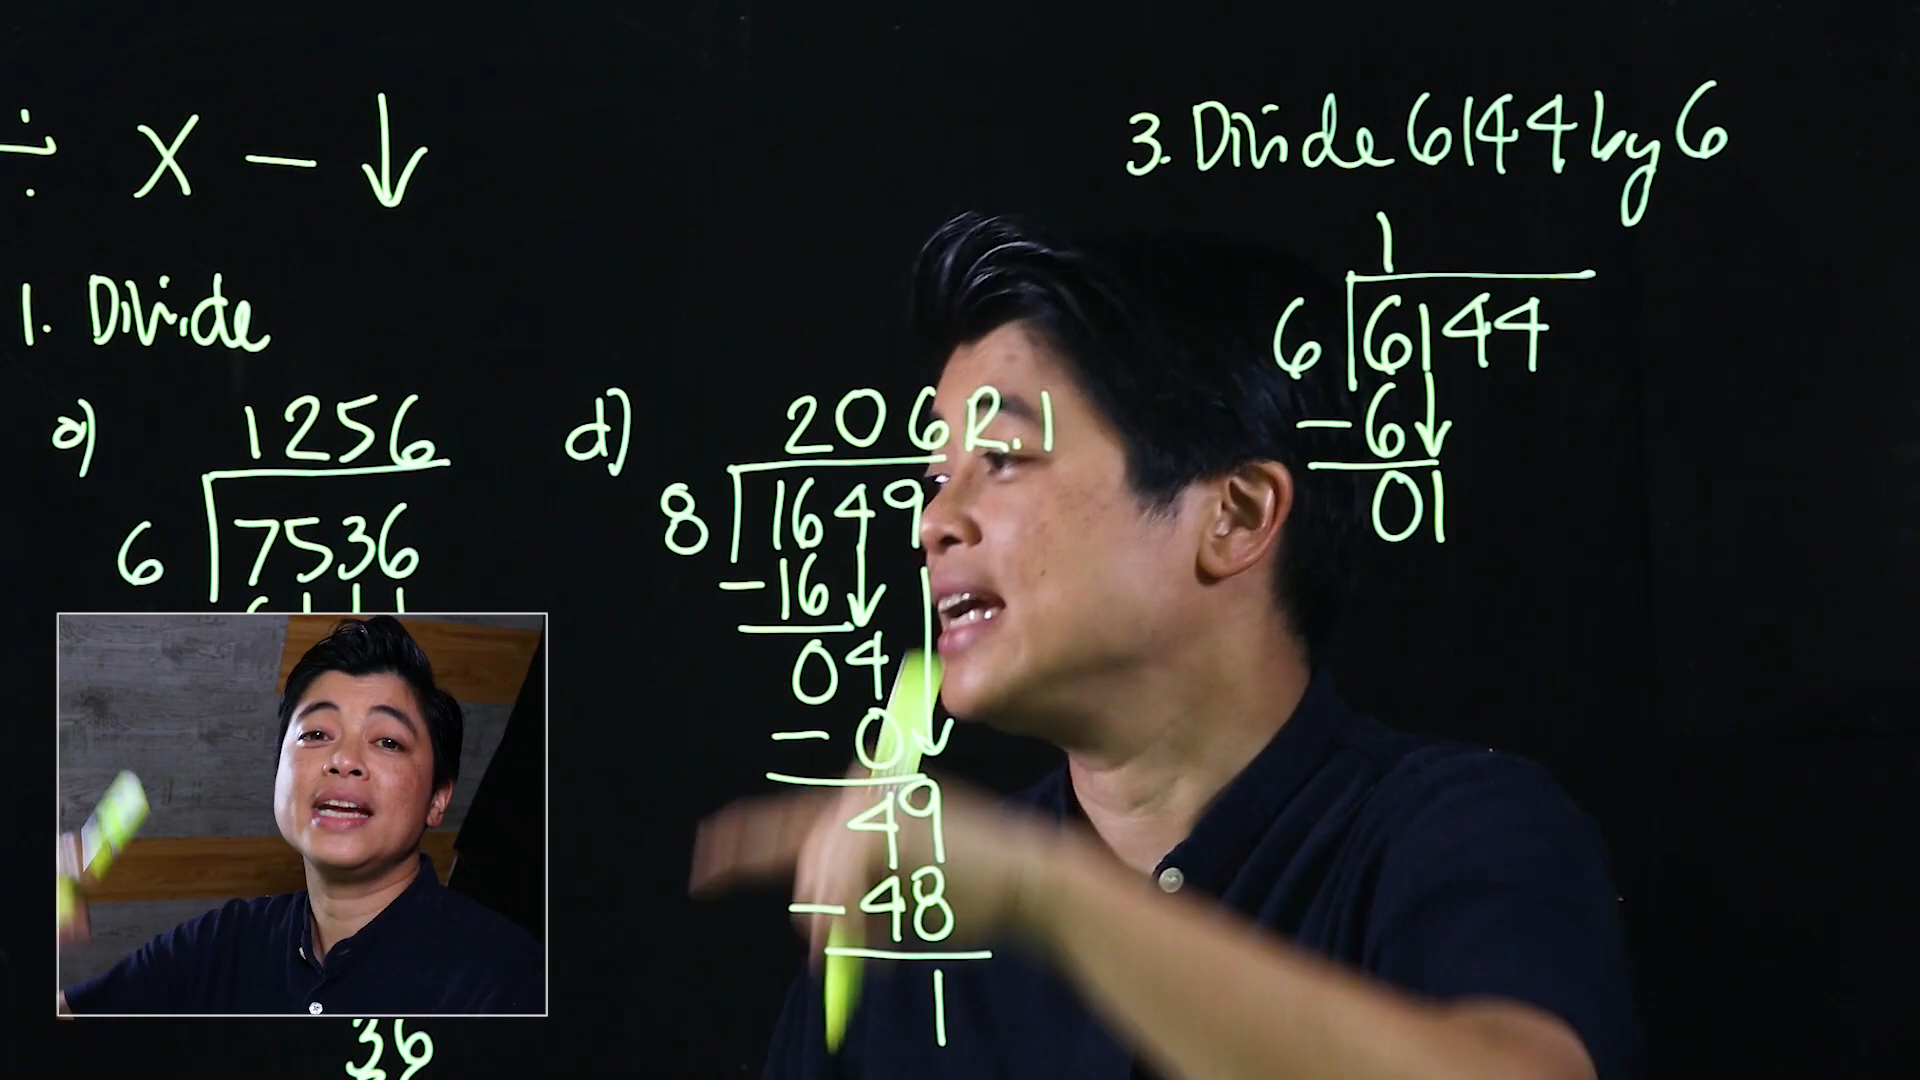 ÷ X − ↓
1. Divide
a) 1256
6 7536
36
d) 206 R.1
8 1649
−16
04
−0
49
−48
1
3. Divide 6144 by 6
1
6 6144
−6
01